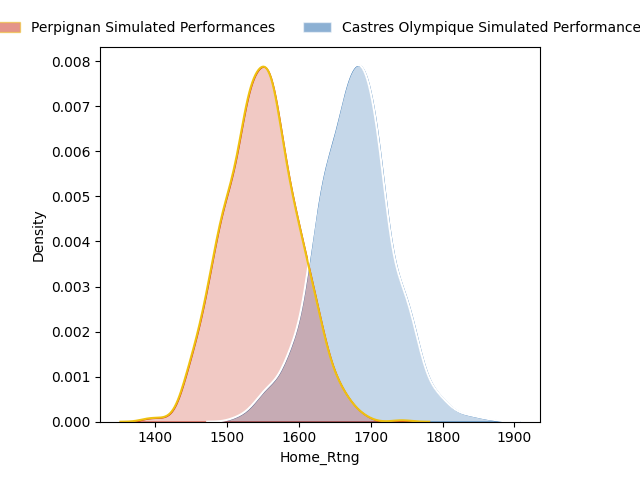 Perpignan Simulated Performances
Castres Olympique Simulated Performance
0.008
0.007
0.006
0.005
0.004
0.003
0.002
0.001
0.000
Density
1400 1500 1600 1700 1800 1900
Home_Rtng